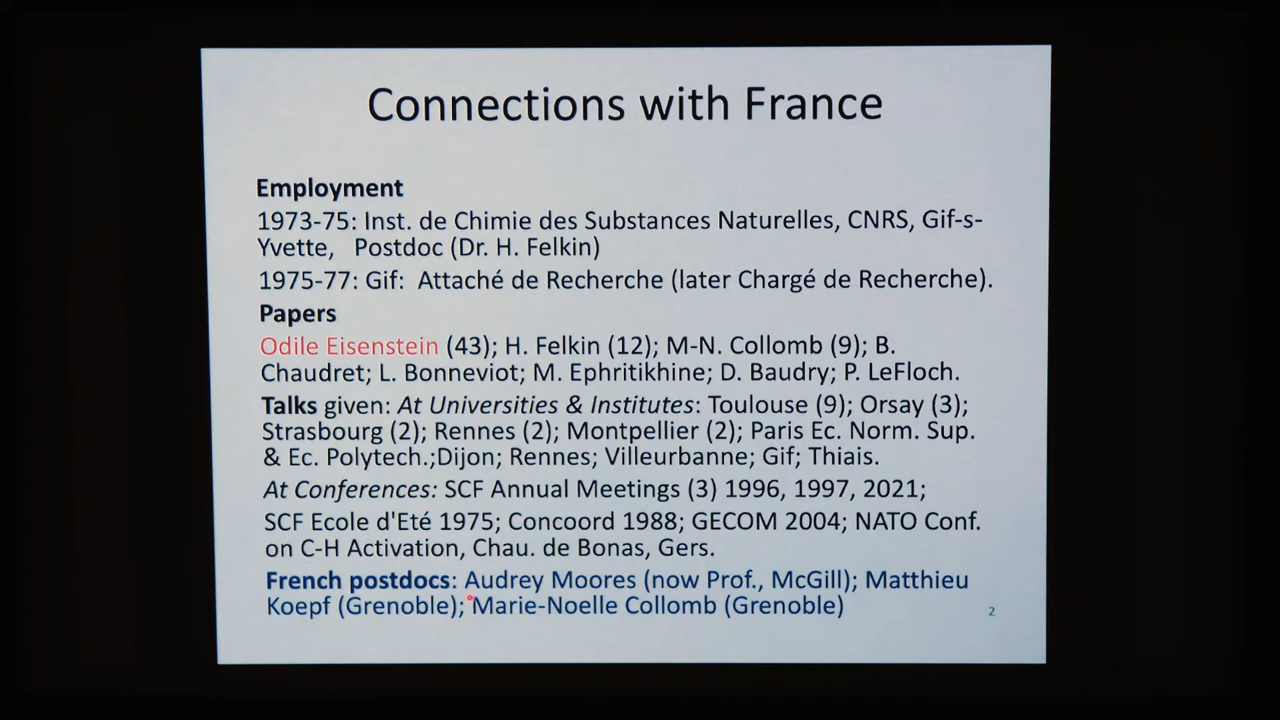 Connections with France
Employment
1973-75: Inst. de Chimie des Substances Naturelles, CNRS, Gif-s-
Yvette, Postdoc (Dr. H. Felkin)
1975-77: Gif: Attaché de Recherche (later Chargé de Recherche).
Papers
Odile Eisenstein (43); H. Felkin (12); M-N. Collomb (9); B.
Chaudret; L. Bonneviot; M. Ephritikhine; D. Baudry; P. LeFloch.
Talks given: At Universities & Institutes: Toulouse (9); Orsay (3);
Strasbourg (2); Rennes (2); Montpellier (2); Paris Ec. Norm. Sup.
& Ec. Polytech.;Dijon; Rennes; Villeurbanne; Gif; Thiais.
At Conferences: SCF Annual Meetings (3) 1996, 1997, 2021;
SCF Ecole d'Eté 1975; Concoord 1988; GECOM 2004; NATO Conf.
on C-H Activation, Chau. de Bonas, Gers.
French postdocs: Audrey Moores (now Prof., McGill); Matthieu
Koepf (Grenoble); Marie-Noelle Collomb (Grenoble)
2